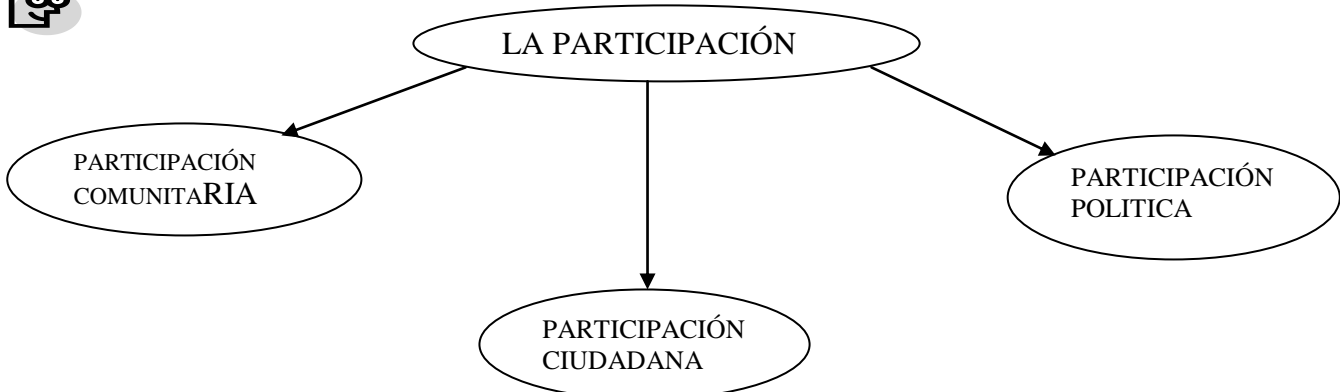 LA PARTICIPACIÓN
PARTICIPACIÓN
COMUNITARIA
PARTICIPACIÓN
POLITICA
PARTICIPACIÓN
CIUDADANA